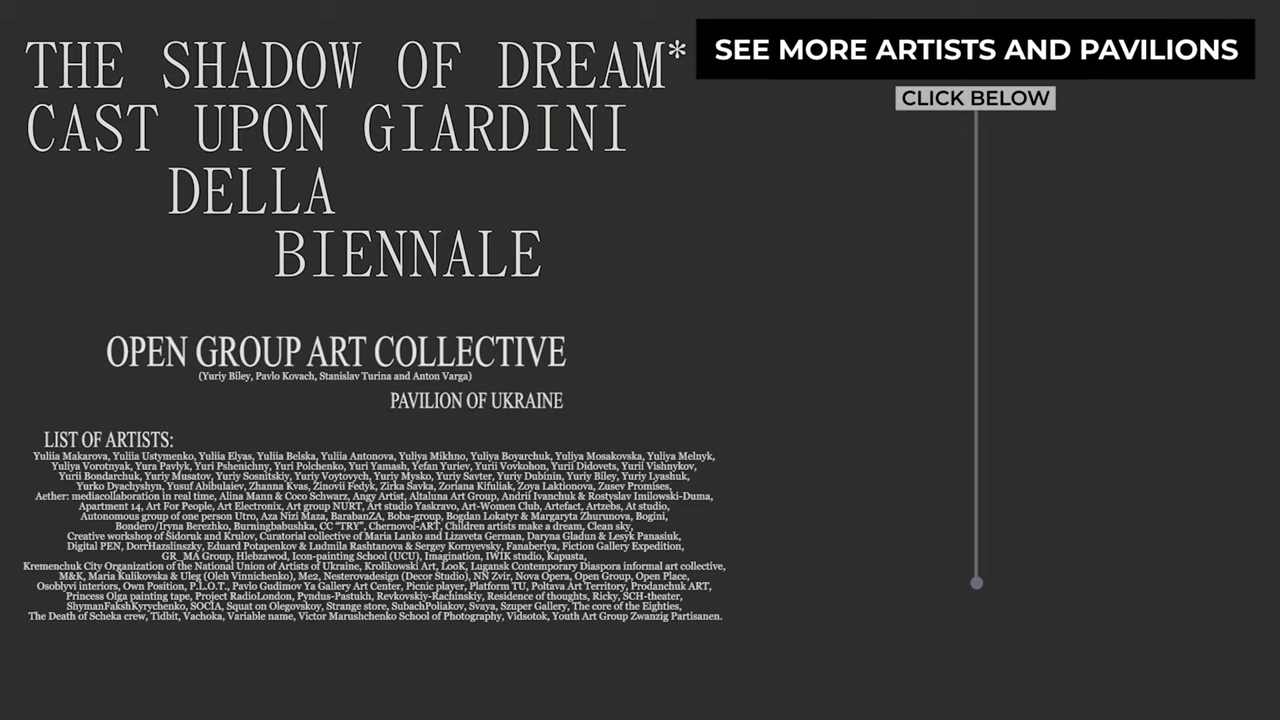 THE SHADOW OF DREAM*
CAST UPON GIARDINI
DELLA
BIENNALE
SEE MORE ARTISTS AND PAVILIONS
CLICK BELOW
OPEN GROUP ART COLLECTIVE
(Yuriy Biley, Pavlo Kovach, Stanislav Turina and Anton Varga)
PAVILION OF UKRAINE
LIST OF ARTISTS:
Yuliia Makarova, Yuliia Ustymenko, Yuliia Elyas, Yuliia Belska, Yuliia Antonova, Yuliya Mikhno, Yuliya Boyarchuk, Yuliya Mosakovska, Yuliya Melnyk,
Yuliya Vorotnyak, Yura Pavlyk, Yuri Pshenichny, Yuri Polchenko, Yuri Yamash, Yefan Yuriev, Yurii Vovkohon, Yurii Didovets, Yurii Vishnykov,
Yurii Bondarchuk, Yuriy Musatov, Yuriy Sosnitskiy, Yuriy Voytovych, Yuriy Mysko, Yuriy Savter, Yuriy Dubinin, Yuriy Biley, Yuriy Lyashuk,
Yurko Dyachyshyn, Yusuf Abibulaiev, Zhanna Kvas, Zinovii Fedyk, Zirka Savka, Zoriana Kifuliak, Zoya Laktionova, Zusev Promises,
Aether: mediacollaboration in real time, Alina Mann & Coco Schwarz, Angy Artist, Altaluna Art Group, Andrii Ivanchuk & Rostyslav Imilowski-Duma,
Apartment 14, Art For People, Art Electronix, Art group NURT, Art studio Yaskravo, Art-Women Club, Artefact, Artzebs, At studio,
Autonomous group of one person Utro, Aza Nizi Maza, BarabanZA, Boba-group, Bogdan Lokatyr & Margaryta Zhurunova, Bogini,
Bondero/Iryna Berezhko, Burningbabushka, CC "TRY", Chernovol-ART, Children artists make a dream, Clean sky,
Creative workshop of Sidoruk and Krulov, Curatorial collective of Maria Lanko and Lizaveta German, Daryna Gladun & Lesyk Panasiuk,
Digital PEN, DorrHazslinszky, Eduard Potapenkov & Ludmila Rashtanova & Sergey Kornyevsky, Fanaberiya, Fiction Gallery Expedition,
GR_MA Group, Hlebzawod, Icon-painting School (UCU), Imagination, IWIK studio, Kapusta,
Kremenchuk City Organization of the National Union of Artists of Ukraine, Krolikowski Art, LooK, Lugansk Contemporary Diaspora informal art collective,
M&K, Maria Kulikovska & Uleg (Oleh Vinnichenko), Me2, Nesterovadesign (Decor Studio), NN Zvir, Nova Opera, Open Group, Open Place,
Osoblyvi interiors, Own Position, P.L.O.T., Pavlo Gudimov Ya Gallery Art Center, Picnic player, Platform TU, Poltava Art Territory, Prodanchuk ART,
Princess Olga painting tape, Project RadioLondon, Pyndus-Pastukh, Revkovskiy-Rachinskiy, Residence of thoughts, Ricky, SCH-theater,
ShymanFakshKyrychenko, SOCÏA, Squat on Olegovskoy, Strange store, SubachPoliakov, Svaya, Szuper Gallery, The core of the Eighties,
The Death of Scheka crew, Tidbit, Vachoka, Variable name, Victor Marushchenko School of Photography, Vidsotok, Youth Art Group Zwanzig Partisanen.